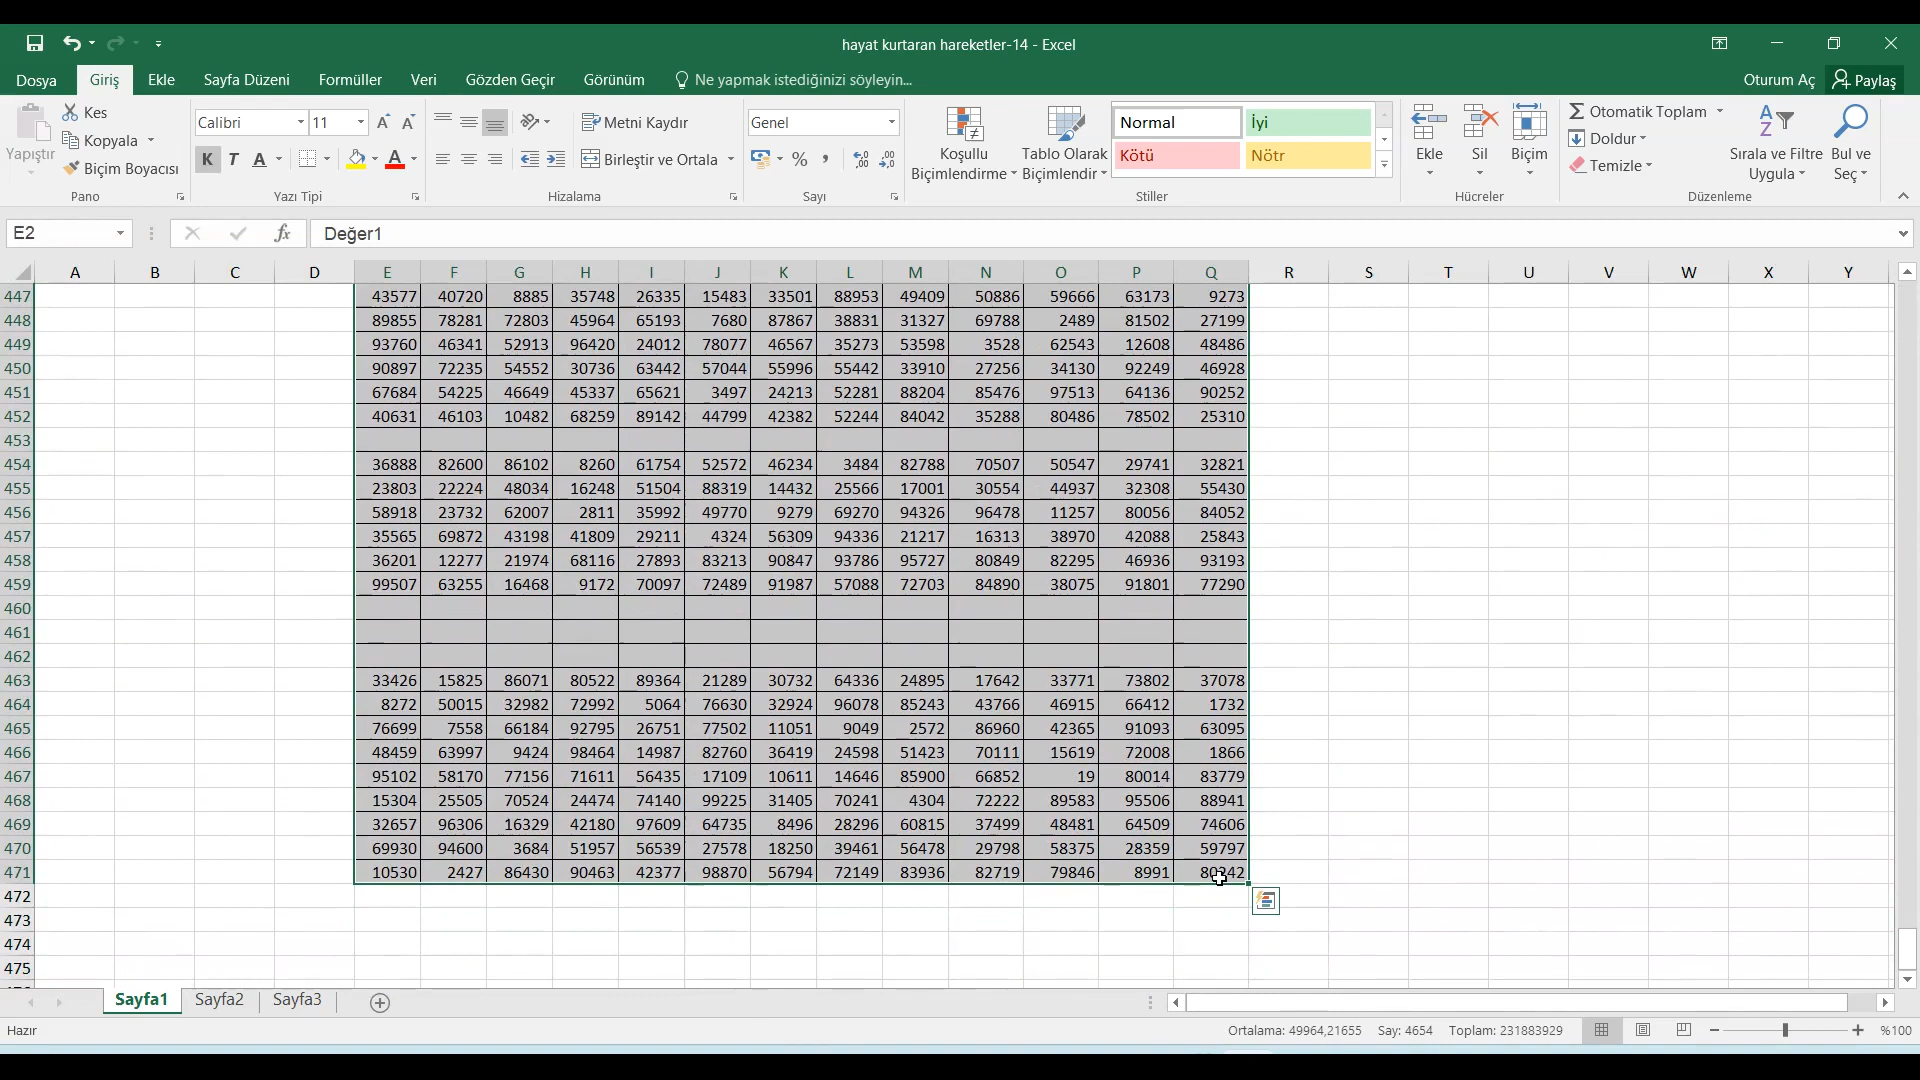 hayat kurtaran hareketler-14 - Excel
Dosya Giriş Ekle Sayfa Düzeni Formüller Veri Gözden Geçir Görünüm Ne yapmak istediğinizi söyleyin... Oturum Aç Paylaş
Yapıştır Kes Kopyala Biçim Boyacısı
Calibri 11
K T A A
Metni Kaydır
Birleştir ve Ortala
Genel
Koşullu Biçimlendirme
Tablo Olarak Biçimlendir
Normal İyi
Kötü Nötr
Ekle Sil Biçim
Otomatik Toplam
Doldur
Temizle
Sırala ve Filtre Uygula
Bul ve Seç
Pano Yazı Tipi Hizalama Sayı Stiller Hücreler Düzenleme
E2 fx Değer1
A B C D E F G H I J K L M N O P Q R S T U V W X Y
447 43577 40720 8885 35748 26335 15483 33501 88953 49409 50886 59666 63173 9273
448 89855 78281 72803 45964 65193 7680 87867 38831 31327 69788 2489 81502 27199
449 93760 46341 52913 96420 24012 78077 46567 35273 53598 3528 62543 12608 48486
450 90897 72235 54552 30736 63442 57044 55996 55442 33910 27256 34130 92249 46928
451 67684 54225 46649 45337 65621 3497 24213 52281 88204 85476 97513 64136 90252
452 40631 46103 10482 68259 89142 44799 42382 52244 84042 35288 80486 78502 25310
453
454 36888 82600 86102 8260 61754 52572 46234 3484 82788 70507 50547 29741 32821
455 23803 22224 48034 16248 51504 88319 14432 25566 17001 30554 44937 32308 55430
456 58918 23732 62007 2811 35992 49770 9279 69270 94326 96478 11257 80056 84052
457 35565 69872 43198 41809 29211 4324 56309 94336 21217 16313 38970 42088 25843
458 36201 12277 21974 68116 27893 83213 90847 93786 95727 80849 82295 46936 93193
459 99507 63255 16468 9172 70097 72489 91987 57088 72703 84890 38075 91801 77290
460
461
462
463 33426 15825 86071 80522 89364 21289 30732 64336 24895 17642 33771 73802 37078
464 8272 50015 32982 72992 5064 76630 32924 96078 85243 43766 46915 66412 1732
465 76699 7558 66184 92795 26751 77502 11051 9049 2572 86960 42365 91093 63095
466 48459 63997 9424 98464 14987 82760 36419 24598 51423 70111 15619 72008 1866
467 95102 58170 77156 71611 56435 17109 10611 14646 85900 66852 19 80014 83779
468 15304 25505 70524 24474 74140 99225 31405 70241 4304 72222 89583 95506 88941
469 32657 96306 16329 42180 97609 64735 8496 28296 60815 37499 48481 64509 74606
470 69930 94600 3684 51957 56539 27578 18250 39461 56478 29798 58375 28359 59797
471 10530 2427 86430 90463 42377 98870 56794 72149 83936 82719 79846 8991
472
473
474
475
Sayfa1 Sayfa2 Sayfa3
Hazır Ortalama: 49964,21655 Say: 4654 Toplam: 231883929 %100